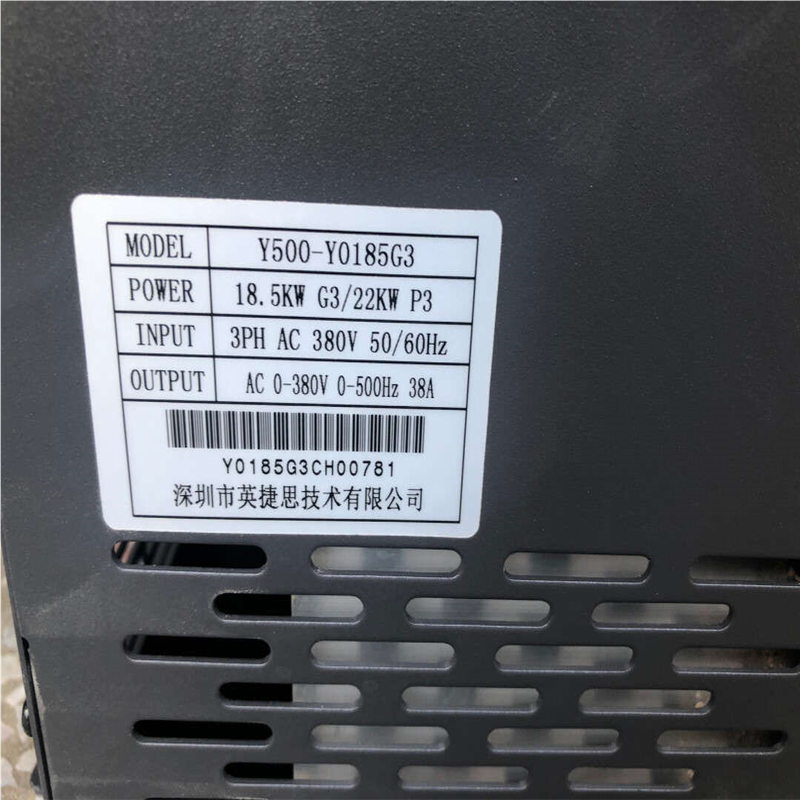 MODEL Y500-Y0185G3
POWER 18.5KW G3/22KW P3
INPUT 3PH AC 380V 50/60Hz
OUTPUT AC 0-380V 0-500Hz 38A
Y0185G3CH00781
深圳市英捷思技术有限公司